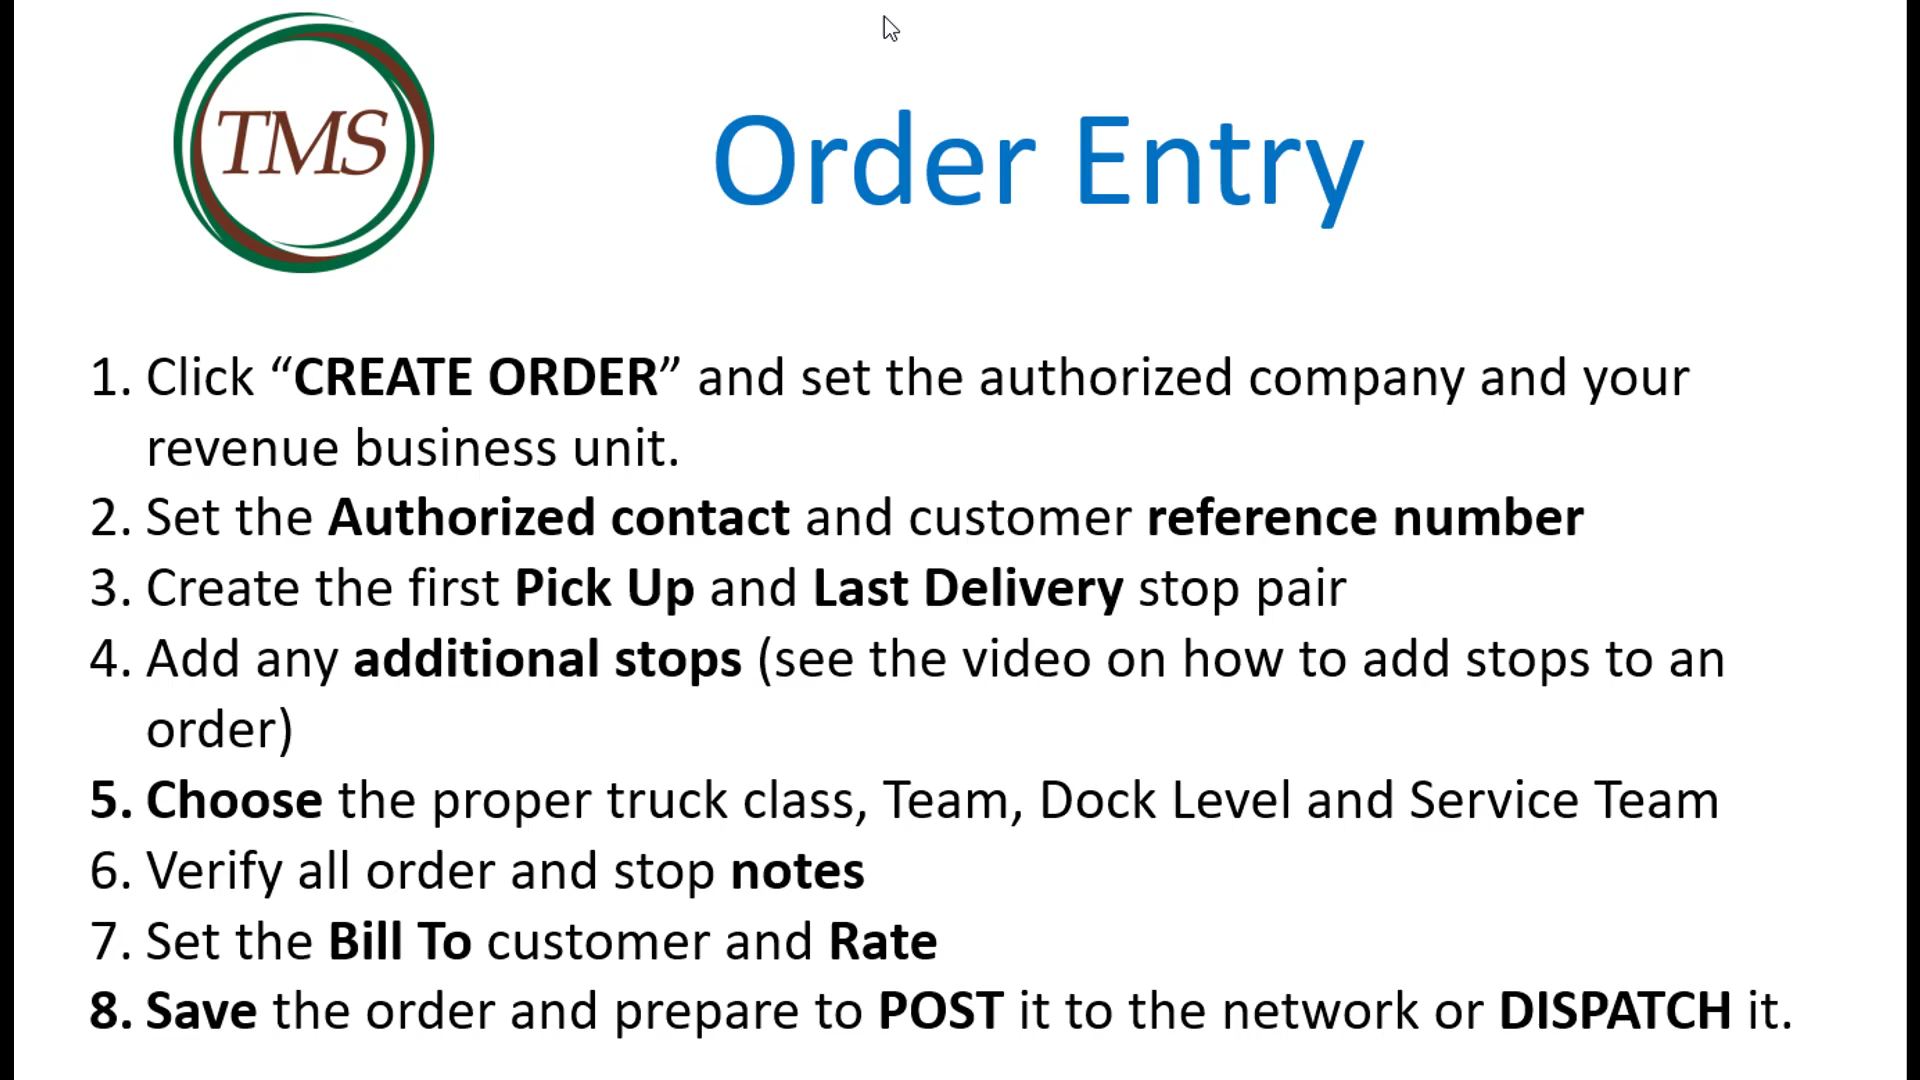 TMS
Order Entry
1. Click “CREATE ORDER” and set the authorized company and your
revenue business unit.
2. Set the Authorized contact and customer reference number
3. Create the first Pick Up and Last Delivery stop pair
4. Add any additional stops (see the video on how to add stops to an
order)
5. Choose the proper truck class, Team, Dock Level and Service Team
6. Verify all order and stop notes
7. Set the Bill To customer and Rate
8. Save the order and prepare to POST it to the network or DISPATCH it.